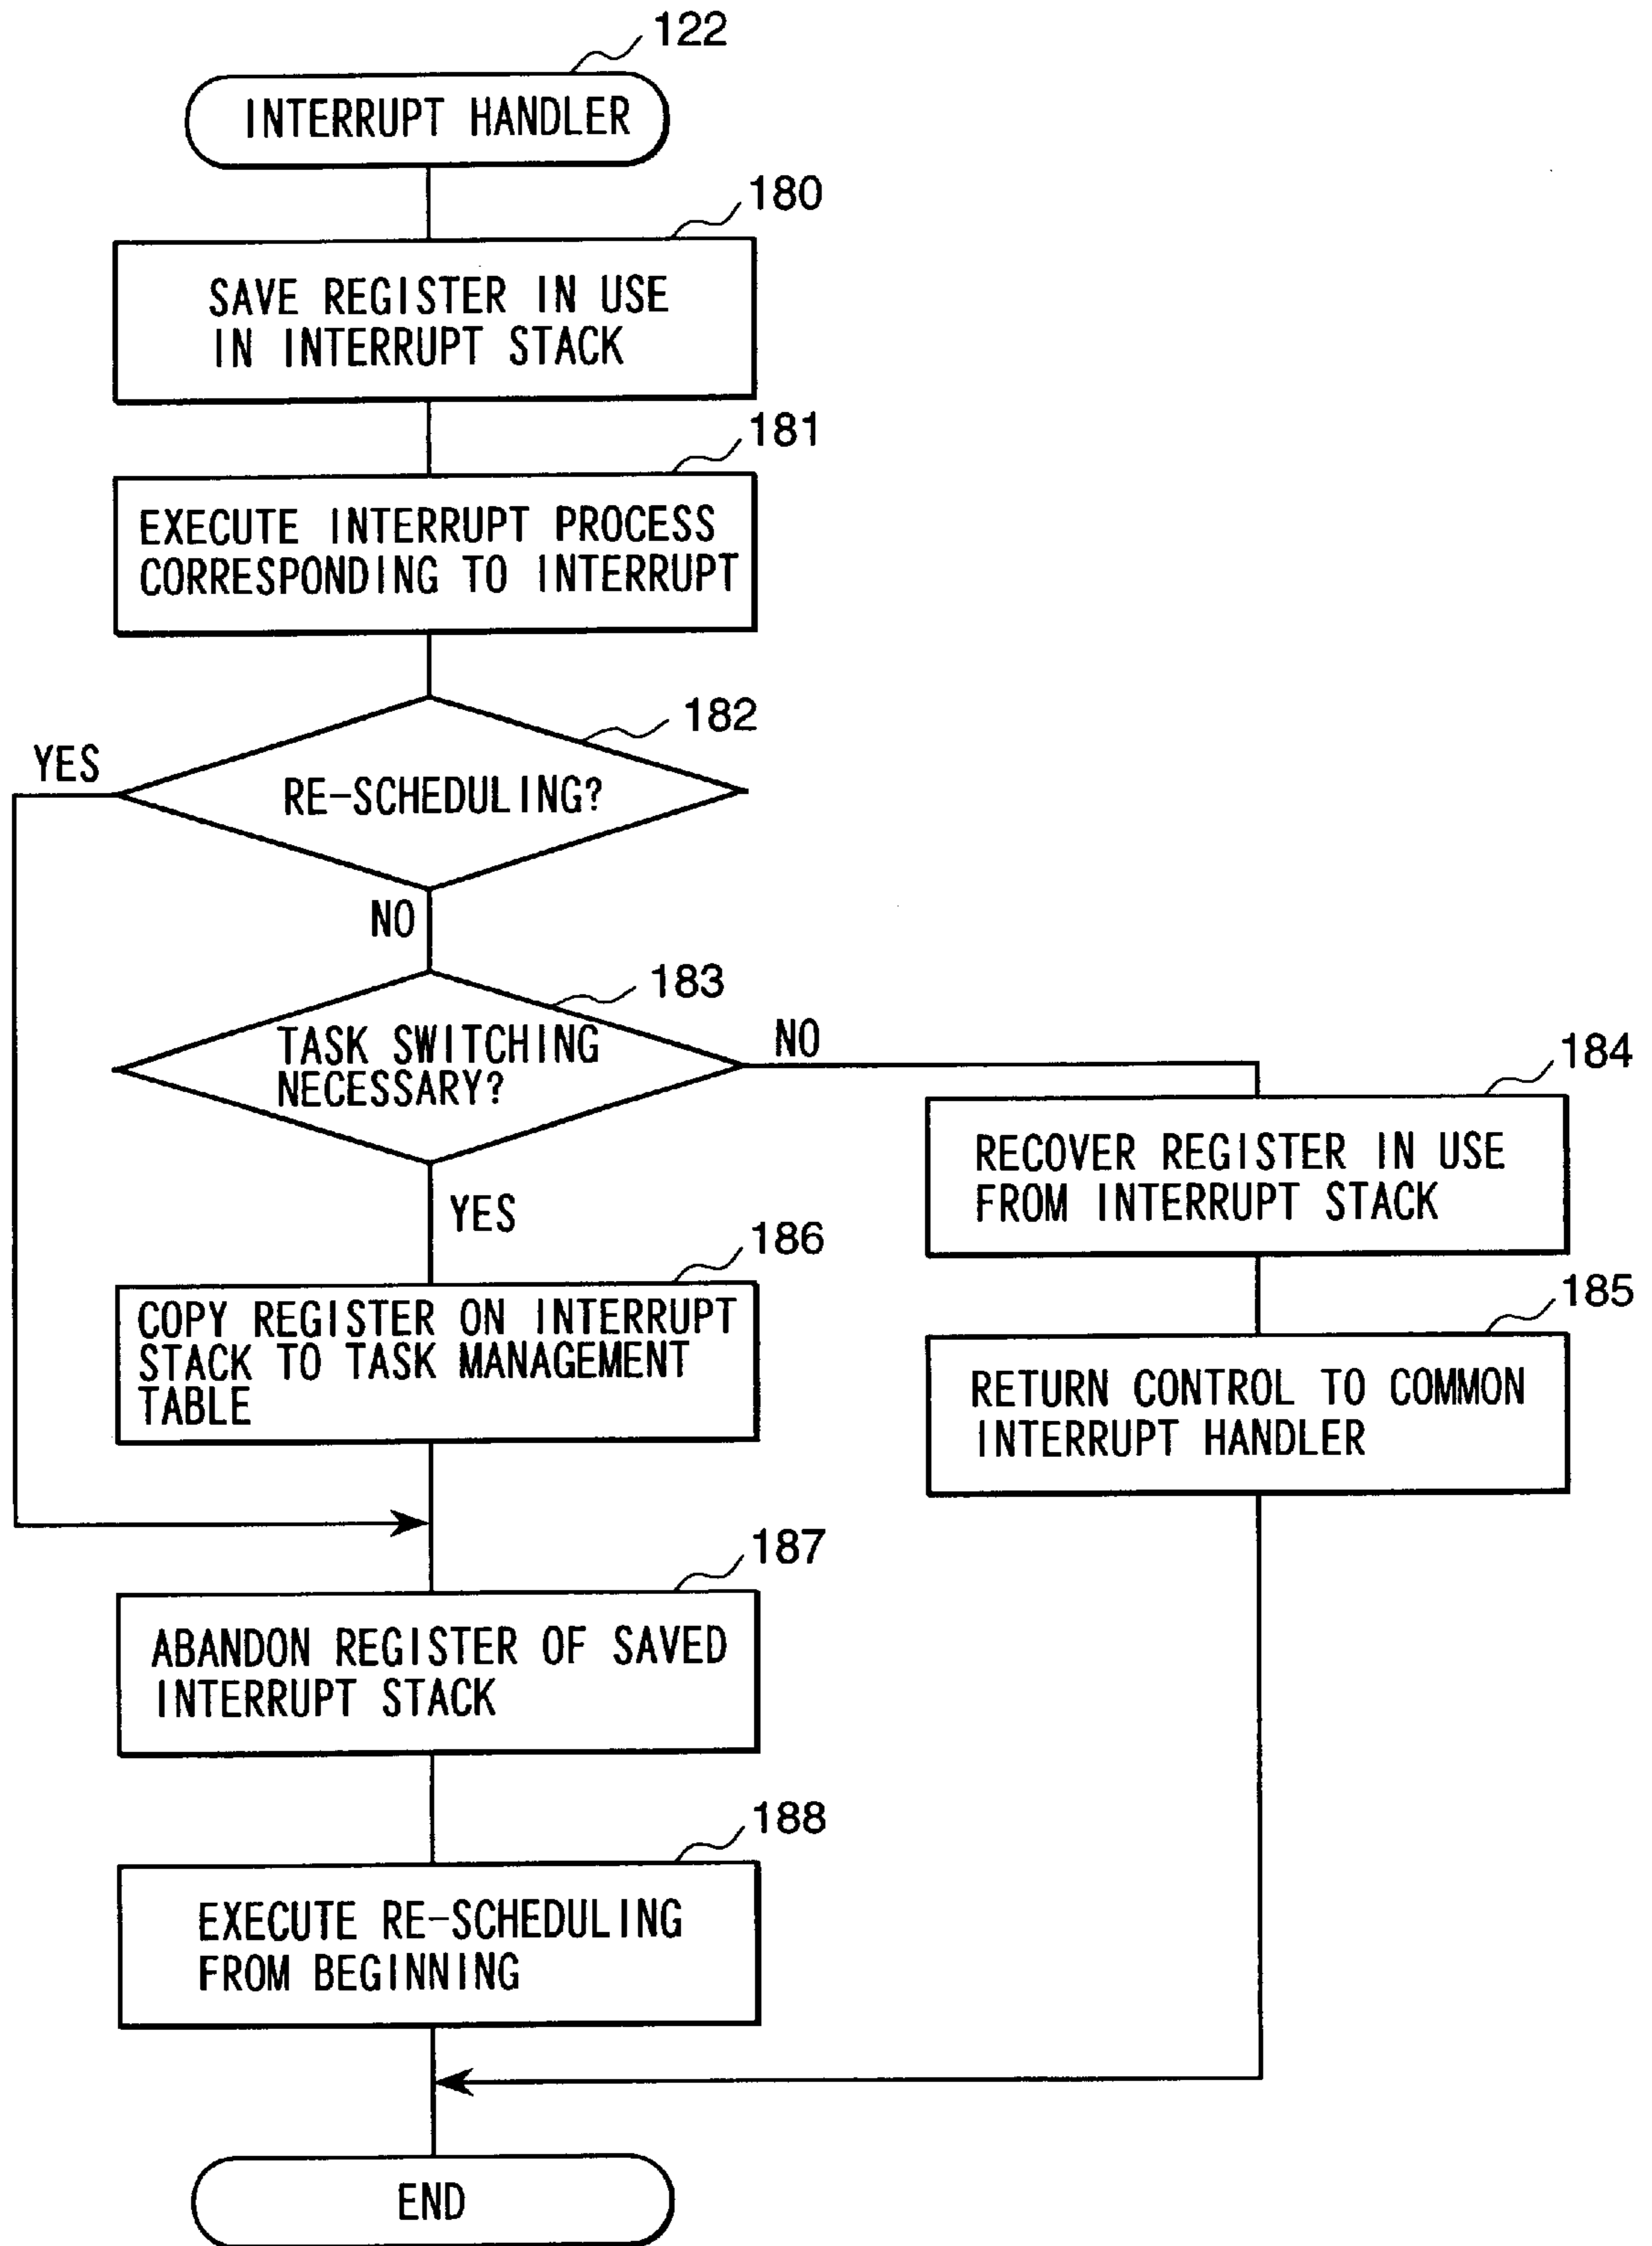 122
INTERRUPT HANDLER
180
SAVE REGISTER IN USE
IN INTERRUPT STACK
181
EXECUTE INTERRUPT PROCESS
CORRESPONDING TO INTERRUPT
182
YES
RE-SCHEDULING?
NO
183
TASK SWITCHING
NECESSARY?
NO
184
RECOVER REGISTER IN USE
FROM INTERRUPT STACK
YES
186
COPY REGISTER ON INTERRUPT
STACK TO TASK MANAGEMENT
TABLE
185
RETURN CONTROL TO COMMON
INTERRUPT HANDLER
187
ABANDON REGISTER OF SAVED
INTERRUPT STACK
188
EXECUTE RE-SCHEDULING
FROM BEGINNING
END